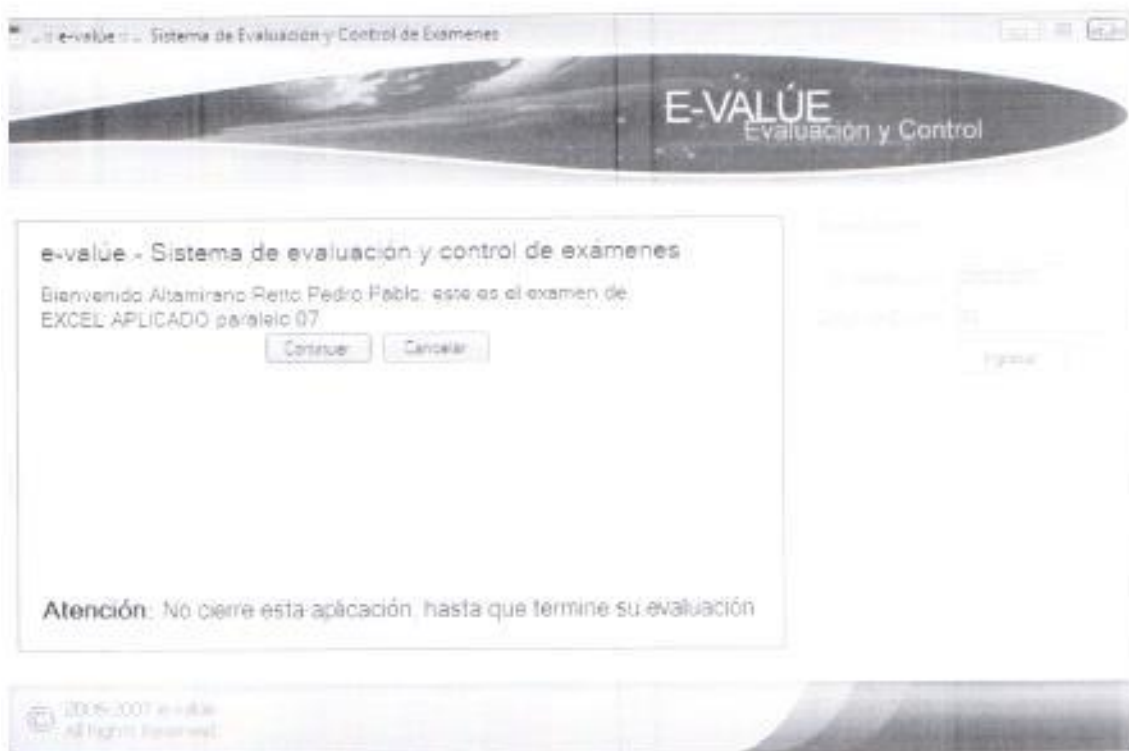 e-valúe :: .. Sistema de Evaluación y Control de Exámenes
E-VALÚE
Evaluación y Control
e-valúe - Sistema de evaluación y control de exámenes
Bienvenido Altamirano Retto Pedro Pablo, este es el examen de
EXCEL APLICADO paralelo 07
Continuar Cancelar
Ingresar
Atención: No cierre esta aplicación, hasta que termine su evaluación
© 2006-2007 e-valúe
All Rights Reserved